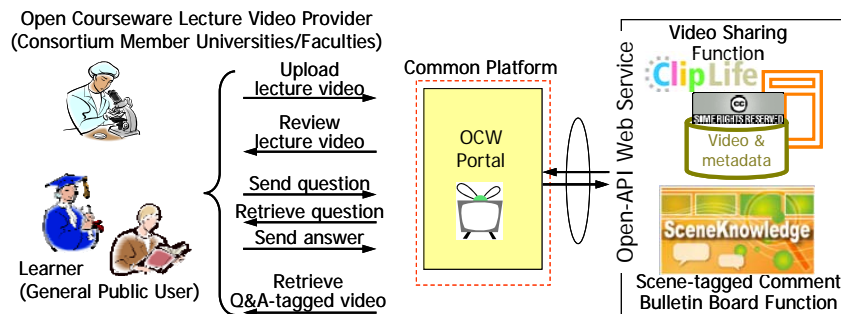 Open Courseware Lecture Video Provider
(Consortium Member Universities/Faculties)
Upload
lecture video
Review
lecture video
Send question
Retrieve question
Send answer
Retrieve
Q&A-tagged video
Learner
(General Public User)
Common Platform
OCW
Portal
Open-API Web Service
Video Sharing
Function
ClipLife
cc
SOME RIGHTS RESERVED
Video &
metadata
SceneKnowledge
Scene-tagged Comment
Bulletin Board Function